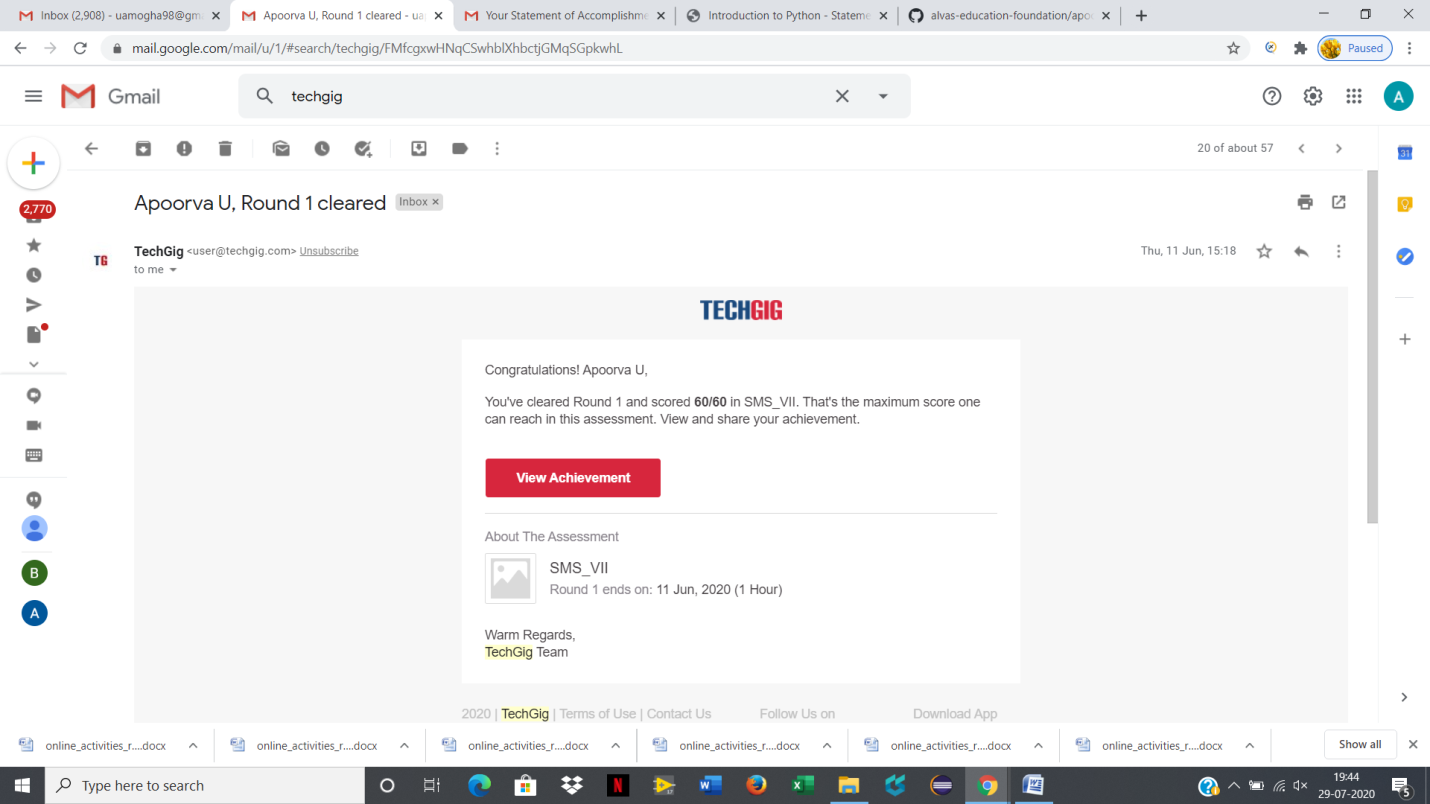 Inbox (2,908) - uamogha98@gm
Apoorva U, Round 1 cleared - ua
Your Statement of Accomplishme
Introduction to Python - Stateme
alvas-education-foundation/apoo
mail.google.com/mail/u/1/#search/techgig/FMfcgxwHNqCSwhblXhbctjGMqSGpkwhL
Paused
Gmail
techgig
A
20 of about 57
31
2,770
Apoorva U, Round 1 cleared
Inbox x
TG
TechGig <user@techgig.com> Unsubscribe
Thu, 11 Jun, 15:18
to me
TECHGIG
Congratulations! Apoorva U,
You've cleared Round 1 and scored 60/60 in SMS_VII. That's the maximum score one
can reach in this assessment. View and share your achievement.
View Achievement
About The Assessment
SMS_VII
Round 1 ends on: 11 Jun, 2020 (1 Hour)
B
A
Warm Regards,
TechGig Team
2020 | TechGig | Terms of Use | Contact Us
Follow Us on
Download App
online_activities_r....docx
online_activities_r....docx
online_activities_r....docx
online_activities_r....docx
online_activities_r....docx
online_activities_r....docx
Show all
Type here to search
19:44
29-07-2020
5